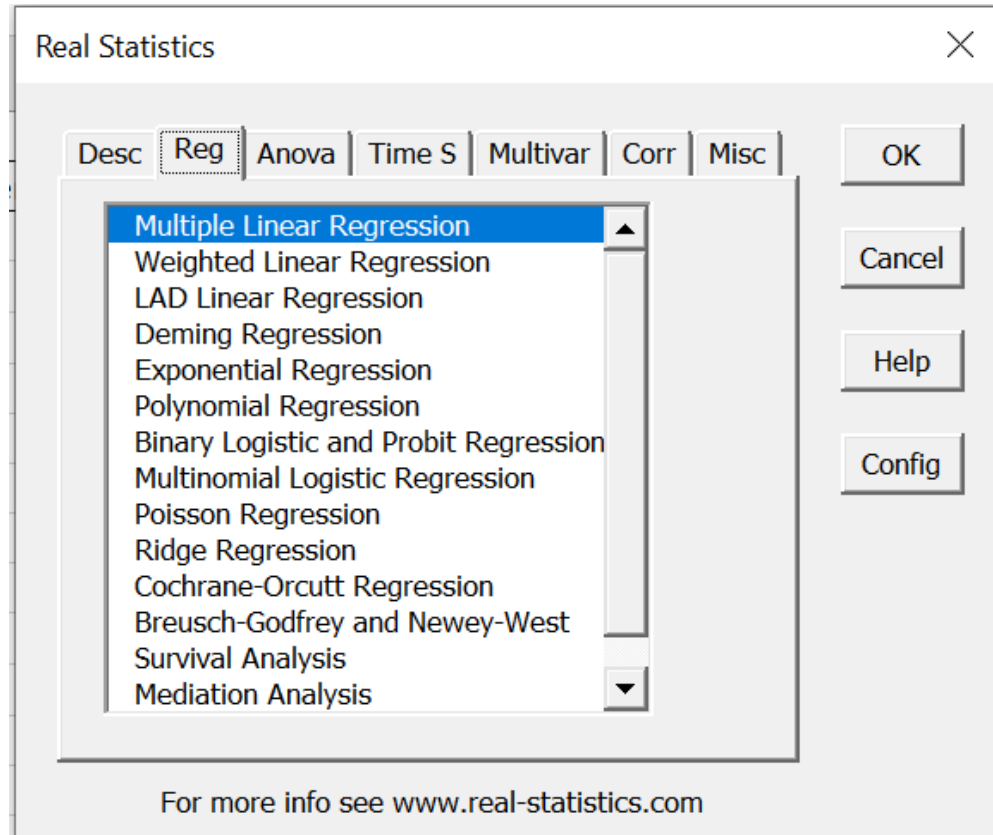 Real Statistics
Desc Reg Anova Time S Multivar Corr Misc
OK
Multiple Linear Regression
Weighted Linear Regression
Cancel
LAD Linear Regression
Deming Regression
Exponential Regression
Help
Polynomial Regression
Binary Logistic and Probit Regression
Multinomial Logistic Regression
Config
Poisson Regression
Ridge Regression
Cochrane-Orcutt Regression
Breusch-Godfrey and Newey-West
Survival Analysis
Mediation Analysis
For more info see www.real-statistics.com